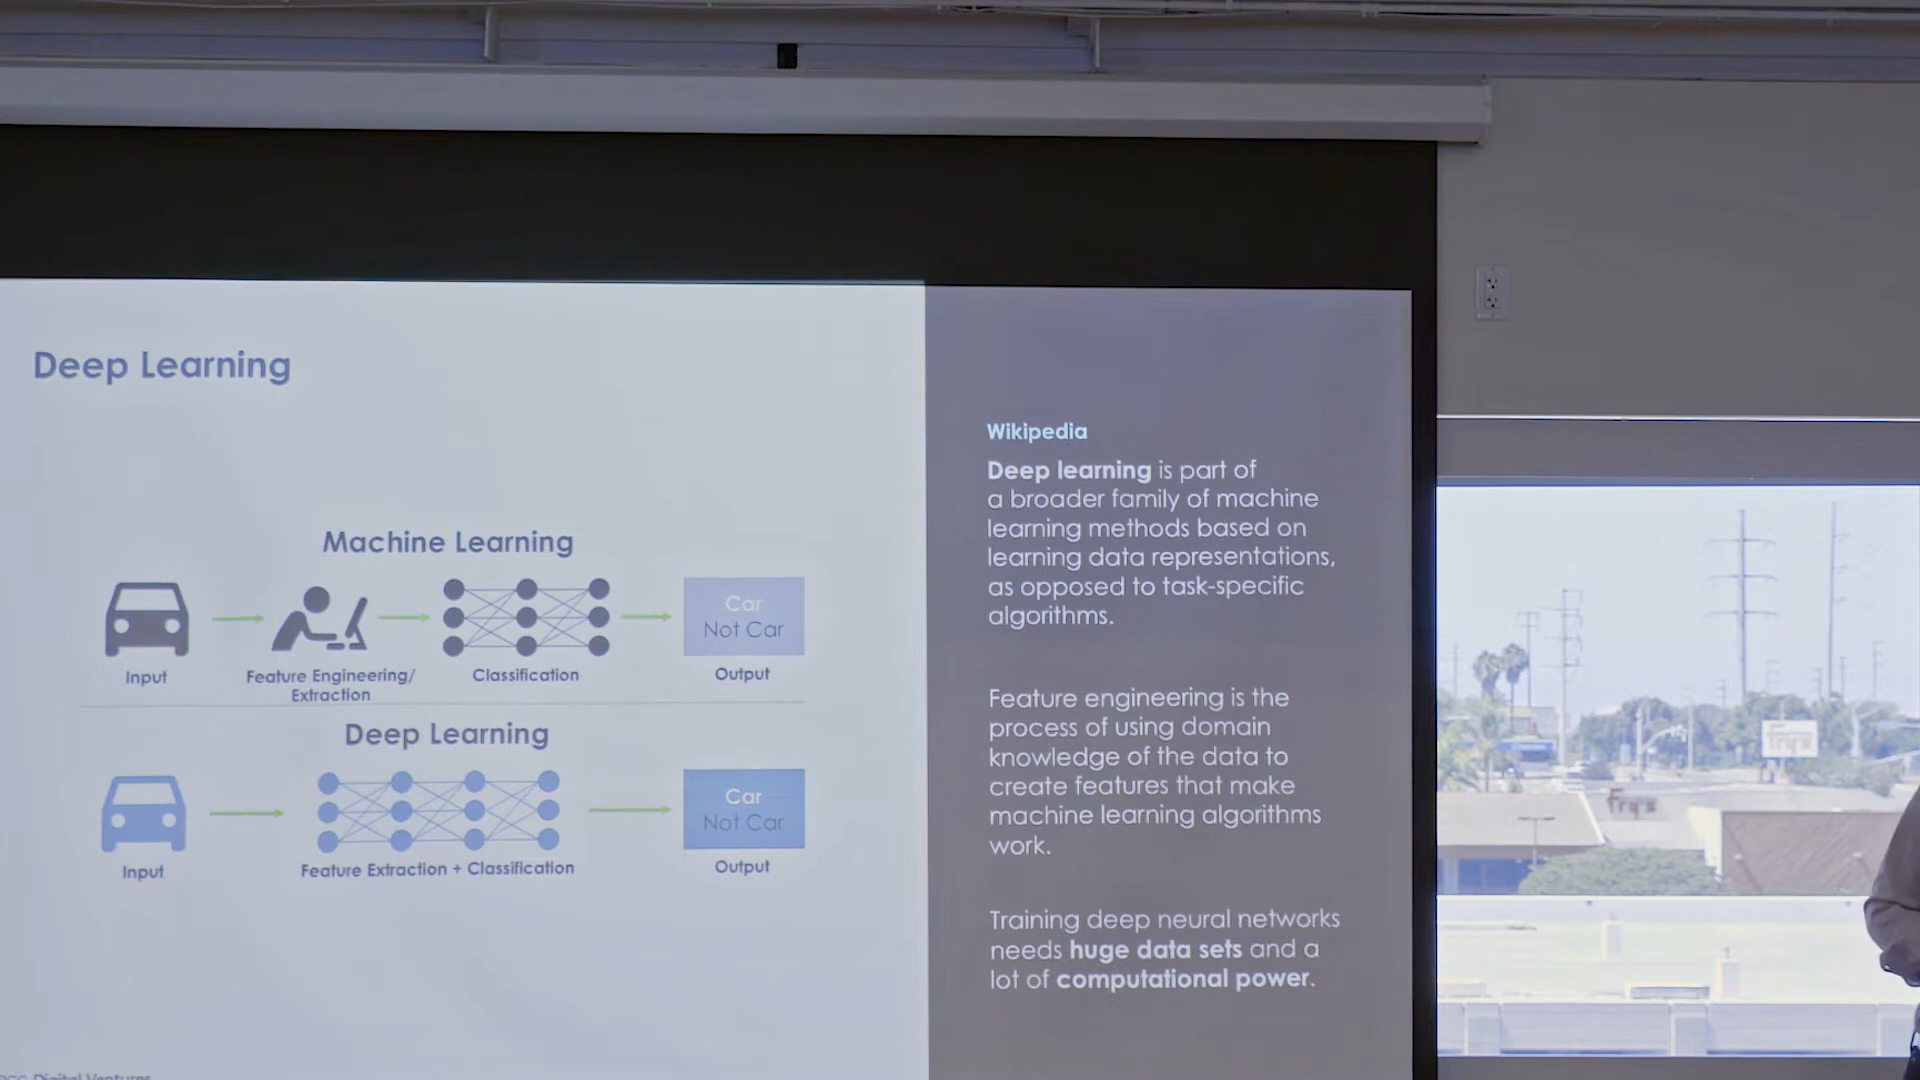 Deep Learning
Machine Learning
Input
Feature Engineering/
Extraction
Classification
Car
Not Car
Output
Deep Learning
Input
Feature Extraction + Classification
Car
Not Car
Output
Wikipedia
Deep learning is part of
a broader family of machine
learning methods based on
learning data representations,
as opposed to task-specific
algorithms.
Feature engineering is the
process of using domain
knowledge of the data to
create features that make
machine learning algorithms
work.
Training deep neural networks
needs huge data sets and a
lot of computational power.
Digital Ventures
fry's
fry's